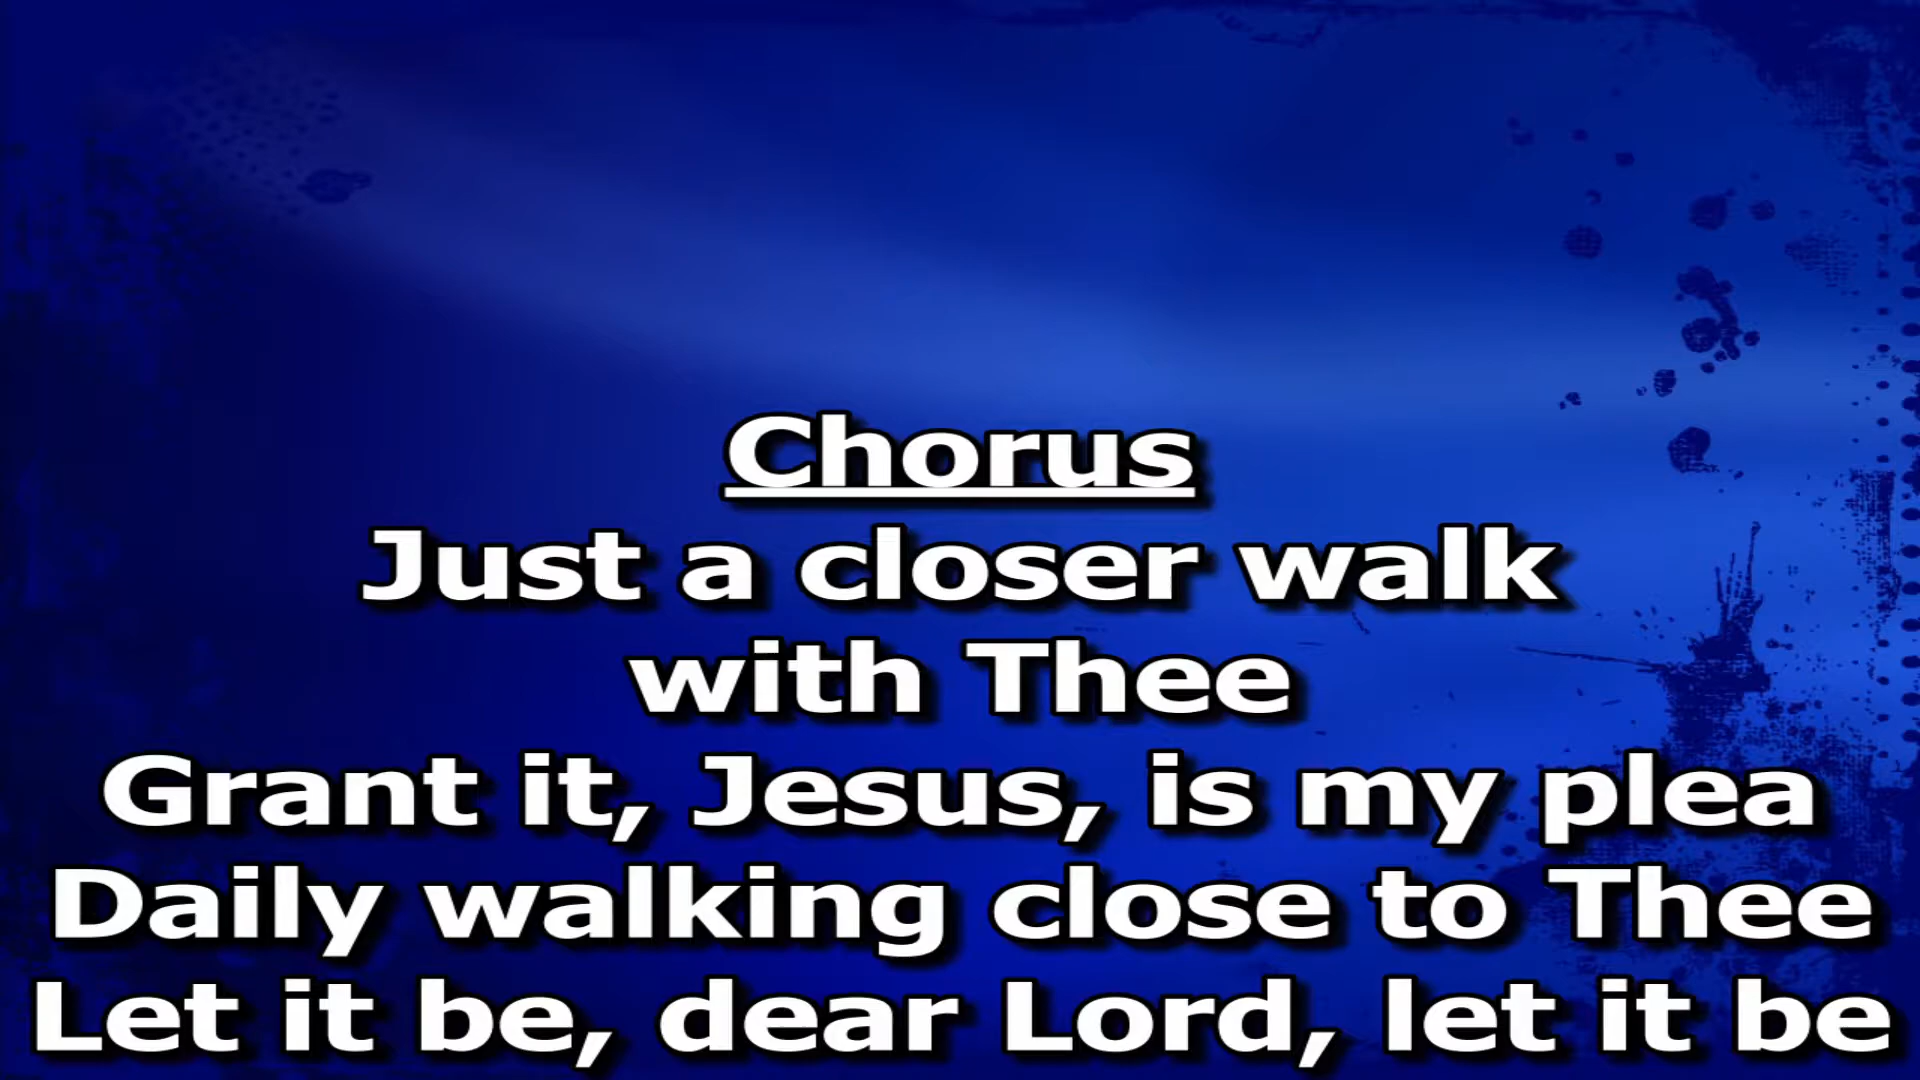 Chorus
Just a closer walk
with Thee
Grant it, Jesus, is my plea
Daily walking close to Thee
Let it be, dear Lord, let it be